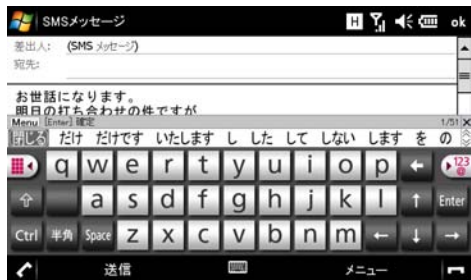 SMSメッセージ H ok
差出人: (SMS メッセージ)
宛先:
お世話になります。
明日の打ち合わせの件ですが
Menu [Enter] 確定 1/51 X
閉じる だけ だけです いたします し した して しない します を の
q w e r t y u i o p ← 123 @
⇧ a s d f g h j k l ↑ Enter
Ctrl 半角 Space z x c v b n m ← ↓ →
送信 メニュー